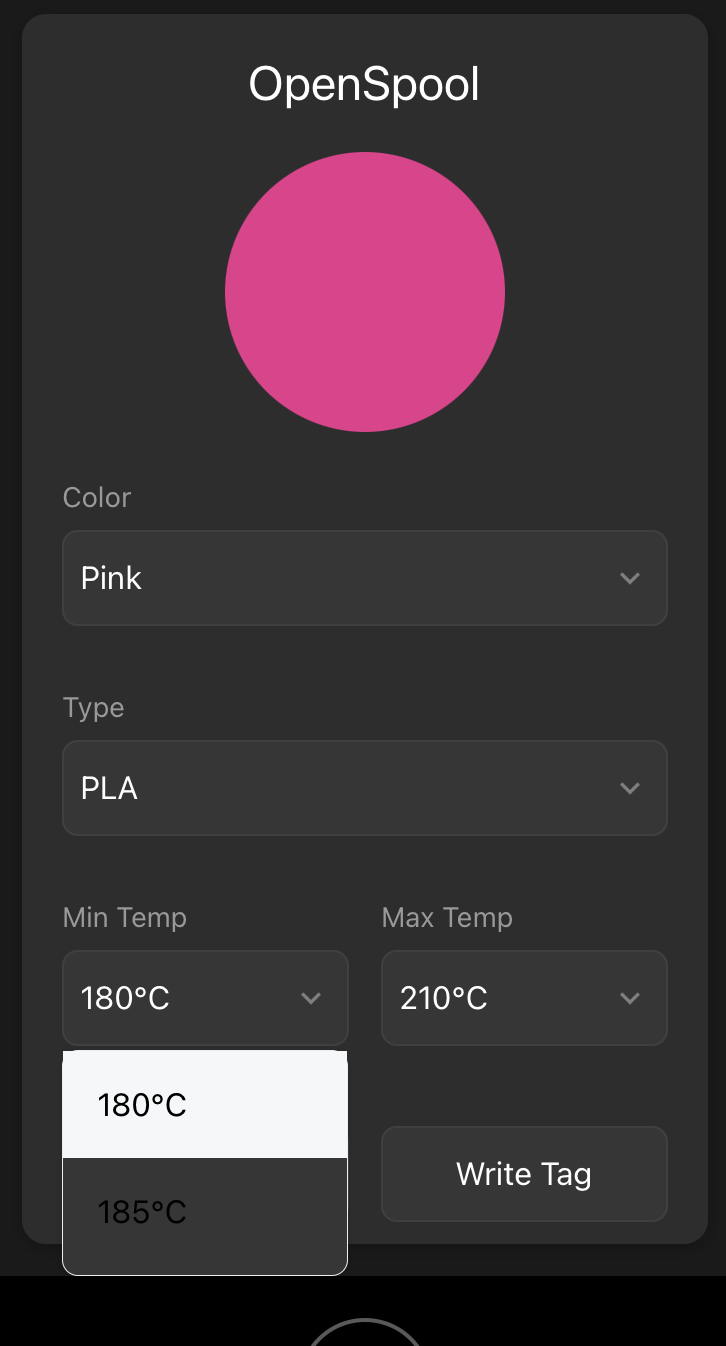 OpenSpool
Color
Pink
Type
PLA
Min Temp
Max Temp
180°C
210°C
180°C
185°C
Write Tag